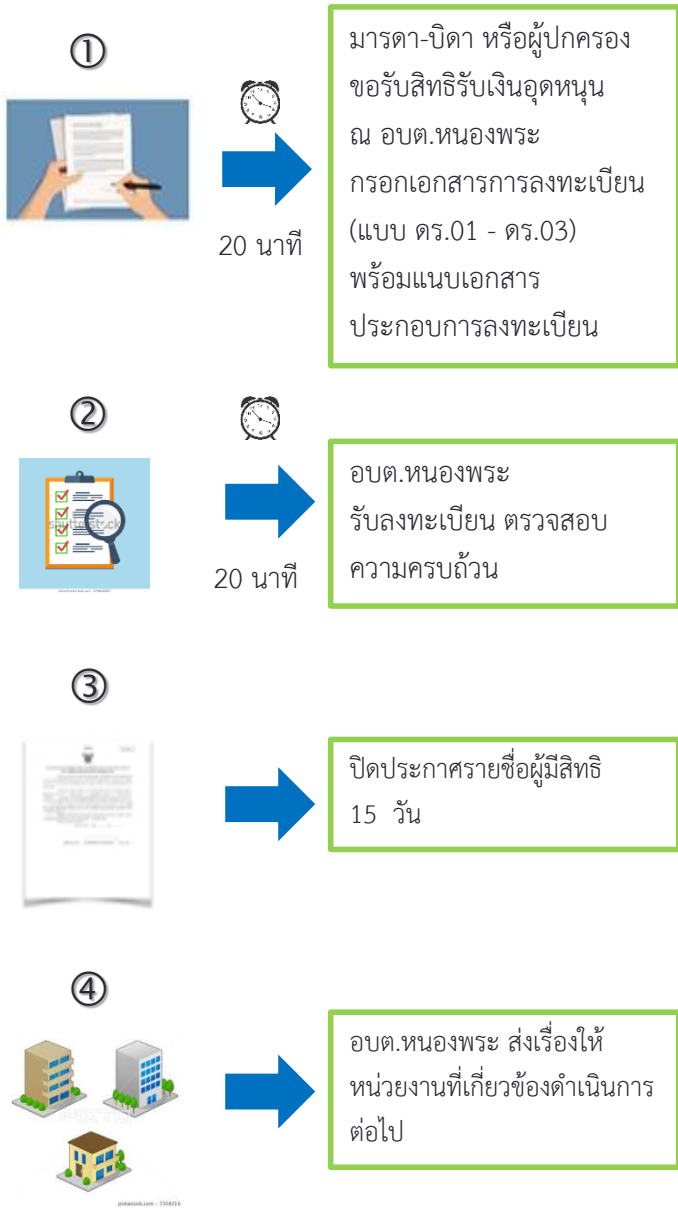 ①
มารดา-บิดา หรือผู้ปกครอง
ขอรับสิทธิรับเงินอุดหนุน
ณ อบต.หนองพระ
กรอกเอกสารการลงทะเบียน
(แบบ ดร.01 - ดร.03)
พร้อมแนบเอกสาร
ประกอบการลงทะเบียน
20 นาที
②
อบต.หนองพระ
รับลงทะเบียน ตรวจสอบ
ความครบถ้วน
20 นาที
shutterstock
③
ปิดประกาศรายชื่อผู้มีสิทธิ
15 วัน
④
อบต.หนองพระ ส่งเรื่องให้
หน่วยงานที่เกี่ยวข้องดำเนินการ
ต่อไป